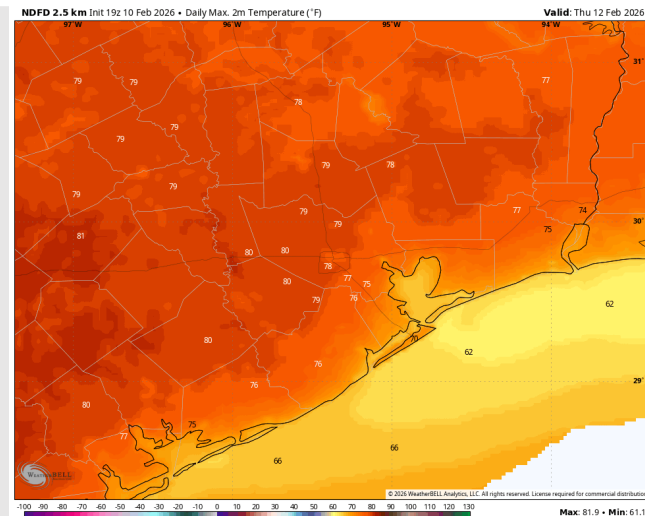 NDFD 2.5 km Init 19z 10 Feb 2026 • Daily Max. 2m Temperature (°F)
Valid: Thu 12 Feb 2026
97°W 96°W 95°W 94°W
31°
79 79 77
78
79 79
79 78
79 79
79 77 74
79 75 30°
81
80 80
78
80 77 75
79 76
62
70
80 62
76
29°
76
80
75
77
66
66
WeatherBELL
© 2026 WeatherBELL Analytics, LLC. All rights reserved. License required for commercial distribution
-100 -90 -80 -70 -60 -50 -40 -30 -20 -10 0 10 20 30 40 50 60 70 80 90 100 110 120 130
Max: 81.9 • Min: 61.1